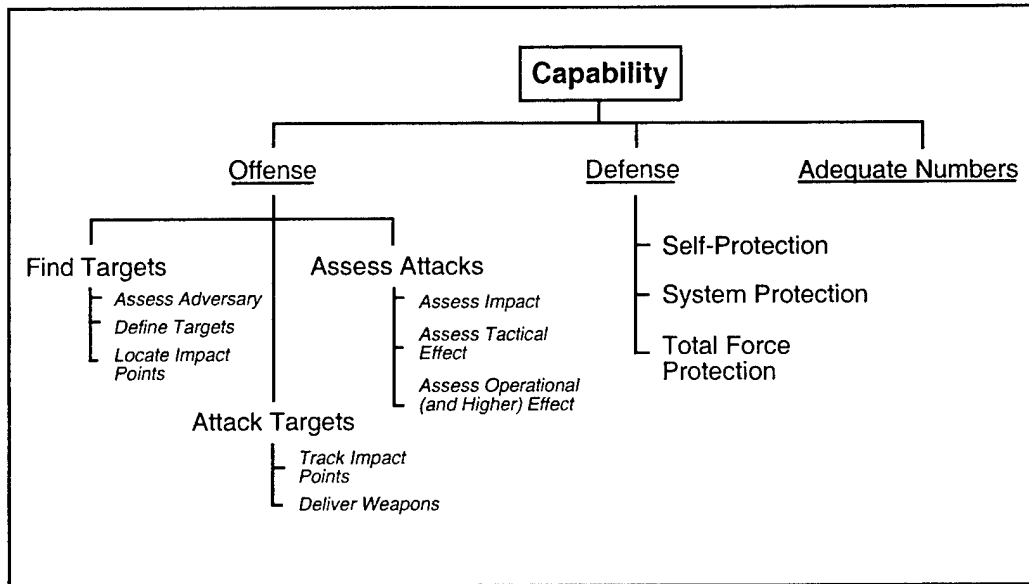 Capability
Offense
Defense
Adequate Numbers
Find Targets
Assess Adversary
Define Targets
Locate Impact
Points
Attack Targets
Track Impact
Points
Deliver Weapons
Assess Attacks
Assess Impact
Assess Tactical
Effect
Assess Operational
(and Higher) Effect
Self-Protection
System Protection
Total Force
Protection